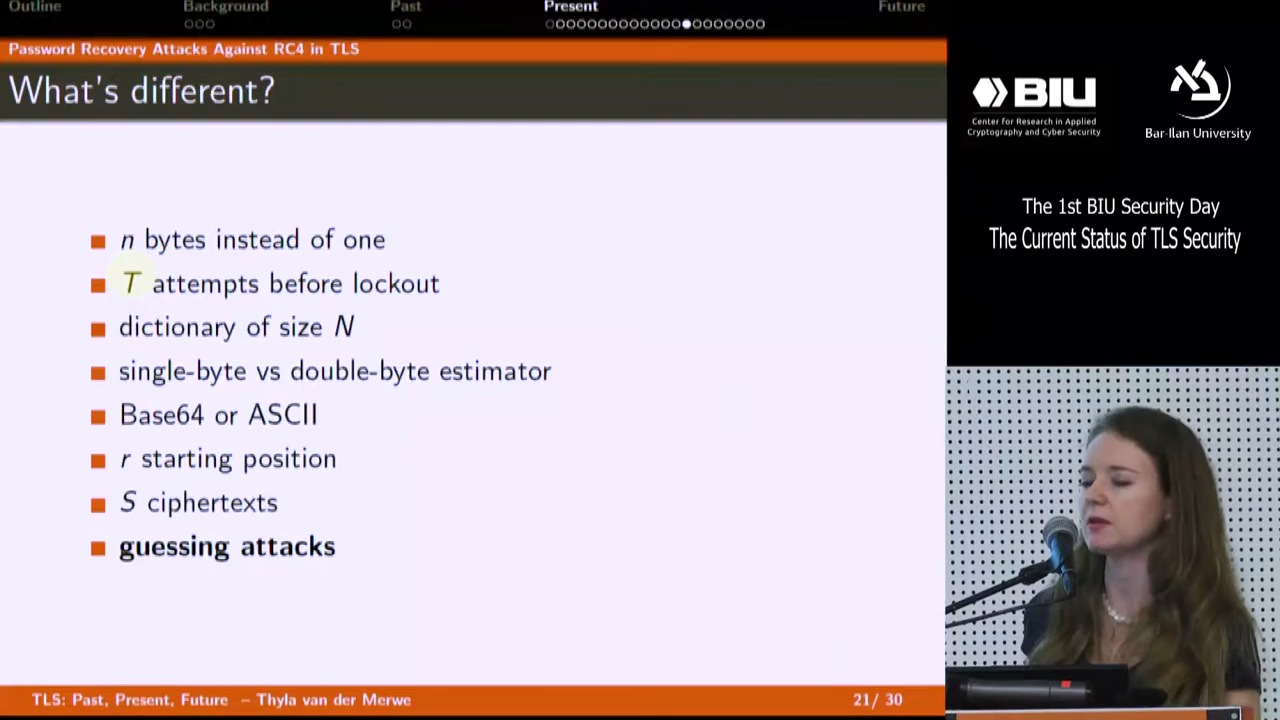 Outline Background Past Present Future
Password Recovery Attacks Against RC4 in TLS
What's different?
n bytes instead of one
T attempts before lockout
dictionary of size N
single-byte vs double-byte estimator
Base64 or ASCII
r starting position
S ciphertexts
guessing attacks
TLS: Past, Present, Future – Thyla van der Merwe 21/ 30
BIU
Center for Research in Applied
Cryptography and Cyber Security
Bar-Ilan University
The 1st BIU Security Day
The Current Status of TLS Security